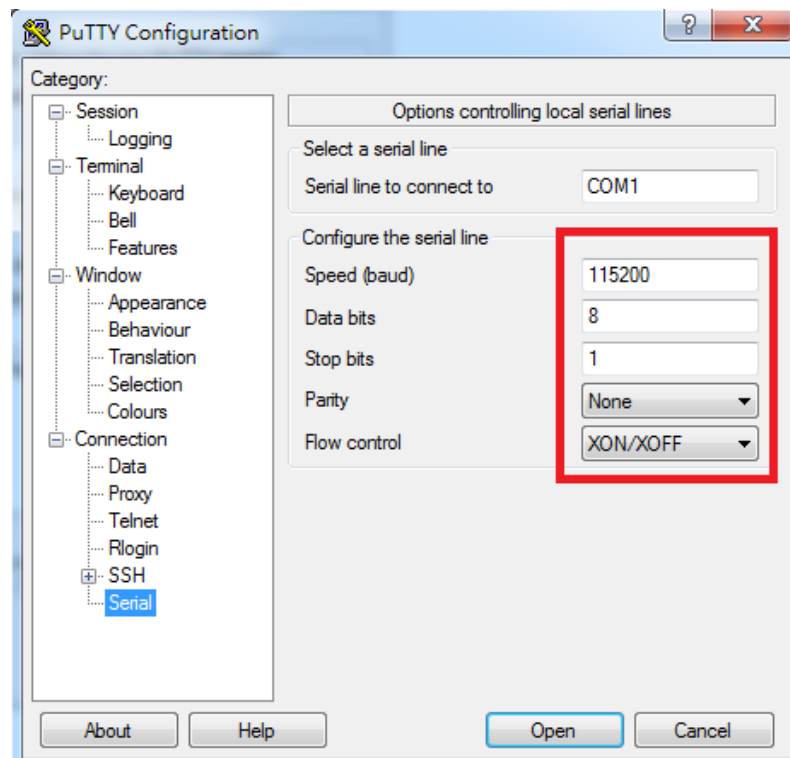 PuTTY Configuration
Category:
Session
Logging
Terminal
Keyboard
Bell
Features
Window
Appearance
Behaviour
Translation
Selection
Colours
Connection
Data
Proxy
Telnet
Rlogin
SSH
Serial
Options controlling local serial lines
Select a serial line
Serial line to connect to COM1
Configure the serial line
Speed (baud) 115200
Data bits 8
Stop bits 1
Parity None
Flow control XON/XOFF
About Help Open Cancel